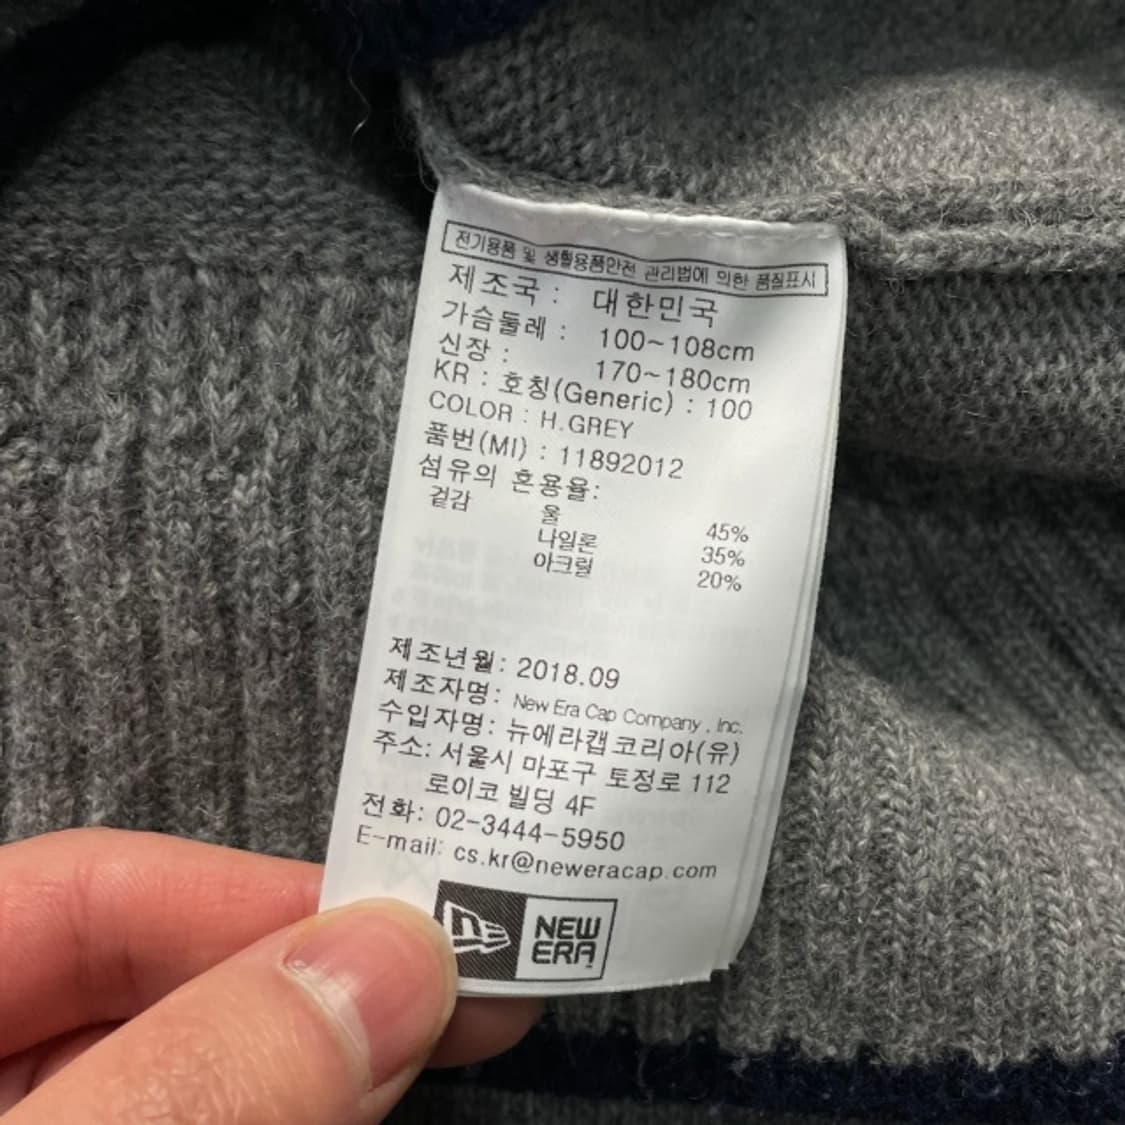 전기용품 및 생활용품안전 관리법에 의한 품질표시
제조국 : 대한민국
가슴둘레 : 100~108cm
신장 : 170~180cm
KR : 호칭(Generic) : 100
COLOR : H.GREY
품번(MI) : 11892012
섬유의 혼용율:
겉감 울 45%
나일론 35%
아크릴 20%
제조년월: 2018.09
제조자명: New Era Cap Company , Inc.
수입자명: 뉴에라캡코리아(유)
주소: 서울시 마포구 토정로 112
로이코 빌딩 4F
전화: 02-3444-5950
E-mail: cs.kr@neweracap.com
NEW
ERA